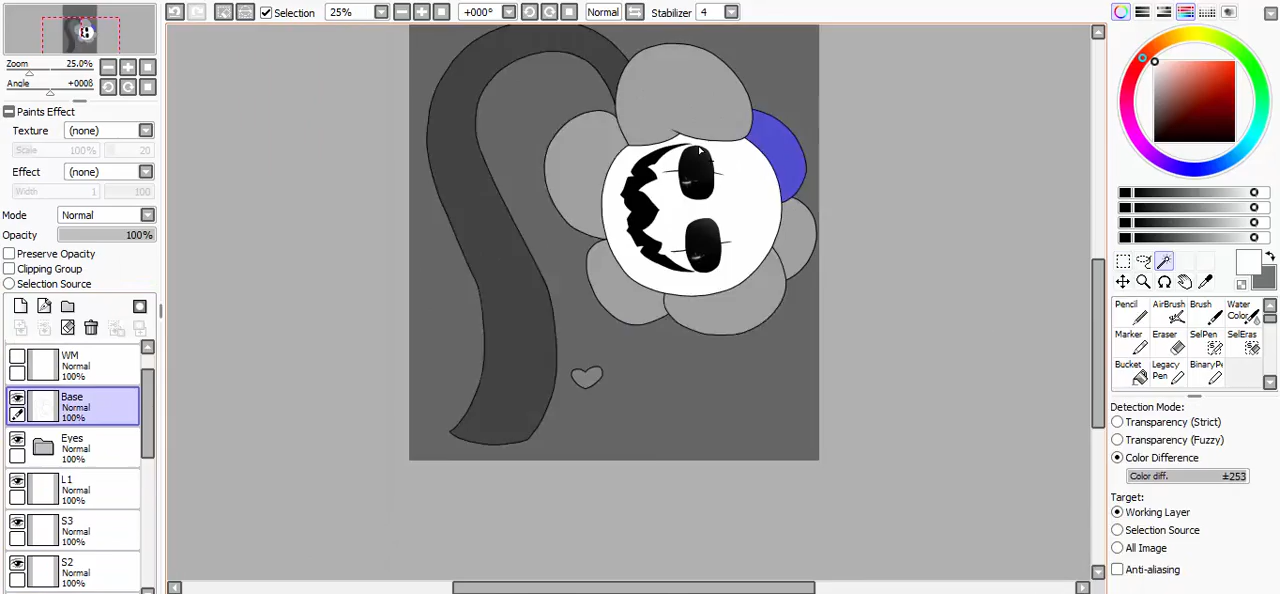 Selection
25%
+000°
Normal
Stabilizer
4
Zoom
25.0%
Angle
+000ß
Paints Effect
Texture
(none)
Scale
100%
20
Effect
(none)
Width
1
100
Mode
Normal
Opacity
100%
Preserve Opacity
Clipping Group
Selection Source
WM
Normal
100%
Base
Normal
100%
Eyes
Normal
100%
L1
Normal
100%
S3
Normal
100%
S2
Normal
100%
Pencil
AirBrush
Brush
Water
Color
Marker
Eraser
SelPen
SelEras
Bucket
Legacy
Pen
BinaryP
Detection Mode:
Transparency (Strict)
Transparency (Fuzzy)
Color Difference
Color diff.
±253
Target:
Working Layer
Selection Source
All Image
Anti-aliasing